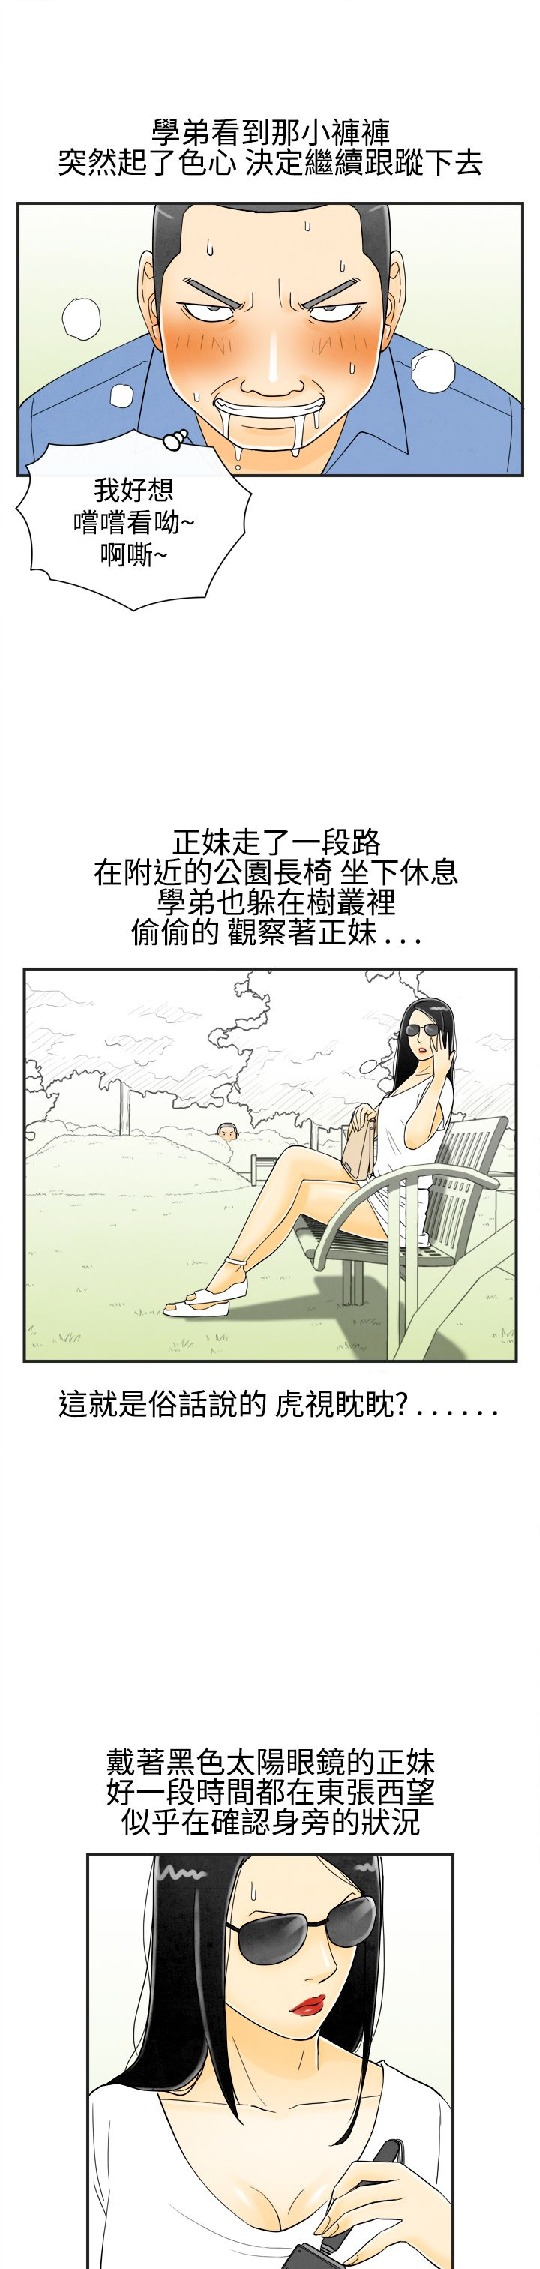 學弟看到那小褲褲
突然起了色心 決定繼續跟蹤下去
我好想
嚐嚐看呦~
啊嘶~
正妹走了一段路
在附近的公園長椅 坐下休息
學弟也躲在樹叢裡
偷偷的 觀察著正妹...
這就是俗話說的 虎視眈眈?......
戴著黑色太陽眼鏡的正妹
好一段時間都在東張西望
似乎在確認身旁的狀況